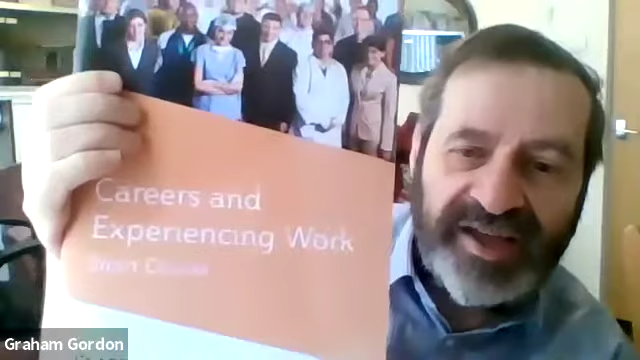 Careers and
Experiencing Work
Short Course
Graham Gordon